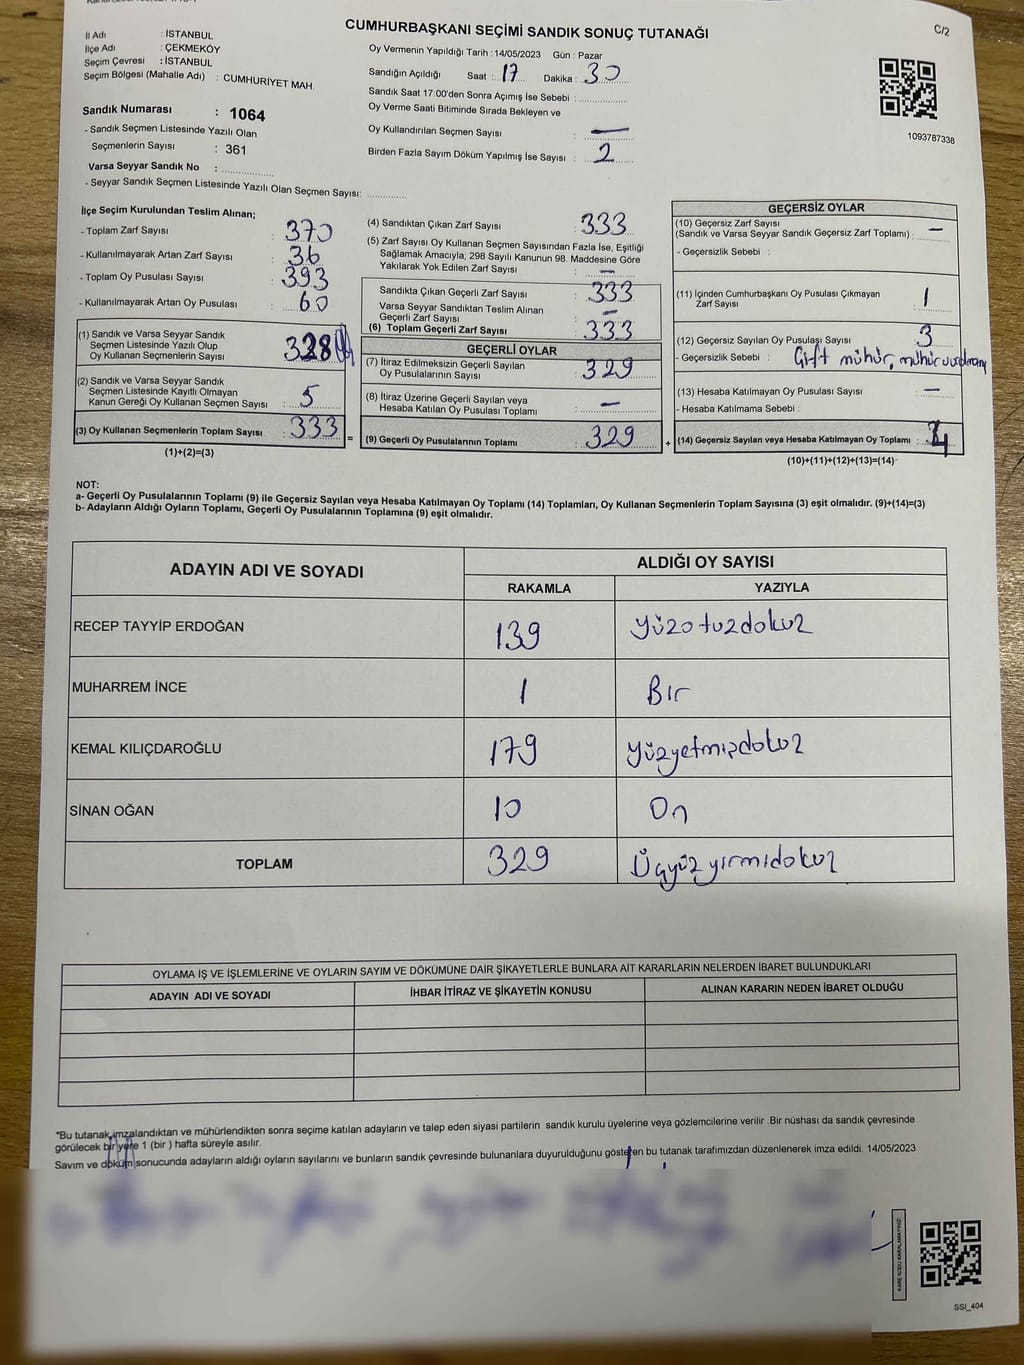 CUMHURBAŞKANI SEÇİMİ SANDIK SONUÇ TUTANAĞI
C/2
İl Adı : İSTANBUL
İlçe Adı : ÇEKMEKÖY
Seçim Çevresi : İSTANBUL
Seçim Bölgesi (Mahalle Adı) : CUMHURİYET MAH.
Sandık Numarası : 1064
- Sandık Seçmen Listesinde Yazılı Olan
Seçmenlerin Sayısı : 361
Varsa Seyyar Sandık No :
- Seyyar Sandık Seçmen Listesinde Yazılı Olan Seçmen Sayısı:
Oy Vermenin Yapıldığı Tarih : 14/05/2023 Gün : Pazar
Sandığın Açıldığı Saat : 17 Dakika : 30
Sandık Saat 17:00'den Sonra Açımış İse Sebebi :
Oy Verme Saati Bitiminde Sırada Bekleyen ve
Oy Kullandırılan Seçmen Sayısı : —
Birden Fazla Sayım Döküm Yapılmış İse Sayısı : 2
1093787338
İlçe Seçim Kurulundan Teslim Alınan;
- Toplam Zarf Sayısı : 370
- Kullanılmayarak Artan Zarf Sayısı : 36
- Toplam Oy Pusulası Sayısı : 393
- Kullanılmayarak Artan Oy Pusulası : 60
(1) Sandık ve Varsa Seyyar Sandık
Seçmen Listesinde Yazılı Olup
Oy Kullanan Seçmenlerin Sayısı : 328
(2) Sandık ve Varsa Seyyar Sandık
Seçmen Listesinde Kayıtlı Olmayan
Kanun Gereği Oy Kullanan Seçmen Sayısı : 5
(3) Oy Kullanan Seçmenlerin Toplam Sayısı : 333 =
(1)+(2)=(3)
(4) Sandıktan Çıkan Zarf Sayısı : 333
(5) Zarf Sayısı Oy Kullanan Seçmen Sayısından Fazla İse, Eşitliği
Sağlamak Amacıyla; 298 Sayılı Kanunun 98. Maddesine Göre
Yakılarak Yok Edilen Zarf Sayısı : —
Sandıkta Çıkan Geçerli Zarf Sayısı : 333
Varsa Seyyar Sandıktan Teslim Alınan
Geçerli Zarf Sayısı : —
(6) Toplam Geçerli Zarf Sayısı : 333
GEÇERLİ OYLAR
(7) İtiraz Edilmeksizin Geçerli Sayılan
Oy Pusulalarının Sayısı : 329
(8) İtiraz Üzerine Geçerli Sayılan veya
Hesaba Katılan Oy Pusulası Toplamı : —
(9) Geçerli Oy Pusulalarının Toplamı : 329 +
GEÇERSİZ OYLAR
(10) Geçersiz Zarf Sayısı
(Sandık ve Varsa Seyyar Sandık Geçersiz Zarf Toplamı) : —
- Geçersizlik Sebebi :
(11) İçinden Cumhurbaşkanı Oy Pusulası Çıkmayan
Zarf Sayısı : 1
(12) Geçersiz Sayılan Oy Pusulası Sayısı : 3
- Geçersizlik Sebebi : Çift mühür, mühür
(13) Hesaba Katılmayan Oy Pusulası Sayısı : —
- Hesaba Katılmama Sebebi :
(14) Geçersiz Sayılan veya Hesaba Katılmayan Oy Toplamı : 4
(10)+(11)+(12)+(13)=(14)
NOT:
a- Geçerli Oy Pusulalarının Toplamı (9) ile Geçersiz Sayılan veya Hesaba Katılmayan Oy Toplamı (14) Toplamları, Oy Kullanan Seçmenlerin Toplam Sayısına (3) eşit olmalıdır. (9)+(14)=(3)
b- Adayların Aldığı Oyların Toplamı, Geçerli Oy Pusulalarının Toplamına (9) eşit olmalıdır.
ADAYIN ADI VE SOYADI
ALDIĞI OY SAYISI
RAKAMLA YAZIYLA
RECEP TAYYİP ERDOĞAN 139 Yüzotuzdokuz
MUHARREM İNCE 1 Bir
KEMAL KILIÇDAROĞLU 179 Yüzyetmişdokuz
SİNAN OĞAN 10 On
TOPLAM 329 Üçyüzyirmidokuz
OYLAMA İŞ VE İŞLEMLERİNE VE OYLARIN SAYIM VE DÖKÜMÜNE DAİR ŞİKAYETLERLE BUNLARA AİT KARARLARIN NELERDEN İBARET BULUNDUKLARI
ADAYIN ADI VE SOYADI İHBAR İTİRAZ VE ŞİKAYETİN KONUSU ALINAN KARARIN NEDEN İBARET OLDUĞU
"Bu tutanak,imzalandıktan ve mühürlendikten sonra seçime katılan adayların ve talep eden siyasi partilerin sandık kurulu üyelerine veya gözlemcilerine verilir .Bir nüshası da sandık çevresinde
görülecek bir yere 1 (bir ) hafta süreyle asılır.
Sayım ve döküm sonucunda adayların aldığı oyların sayılarını ve bunların sandık çevresinde bulunanlara duyurulduğunu gösteren bu tutanak tarafımızdan düzenlenerek imza edildi. 14/05/2023
KARE KODU KARALAMAYINIZ!
SSI_404